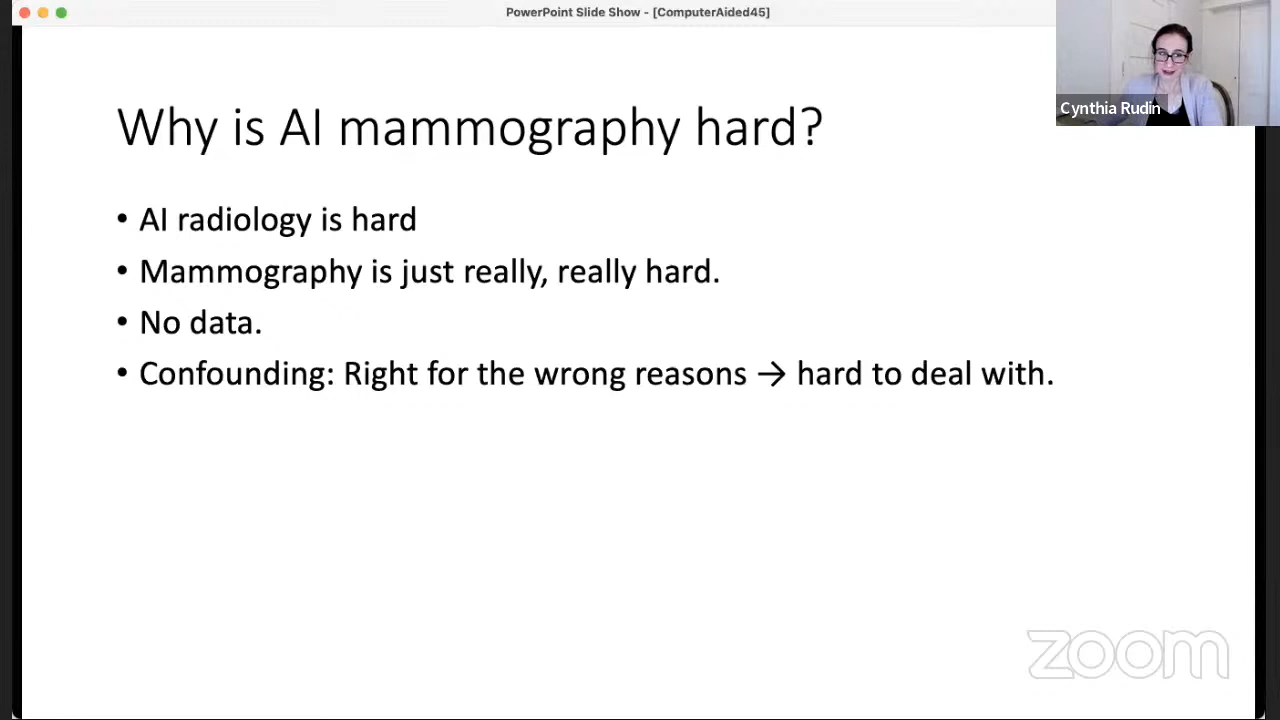 PowerPoint Slide Show - [ComputerAided45]
Cynthia Rudin
Why is AI mammography hard?
• AI radiology is hard
• Mammography is just really, really hard.
• No data.
• Confounding: Right for the wrong reasons → hard to deal with.
zoom